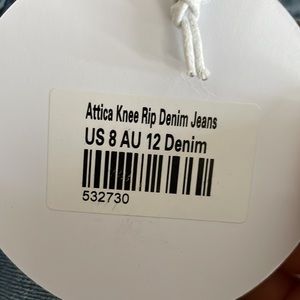 Attica Knee Rip Denim Jeans
US 8 AU 12 Denim
532730